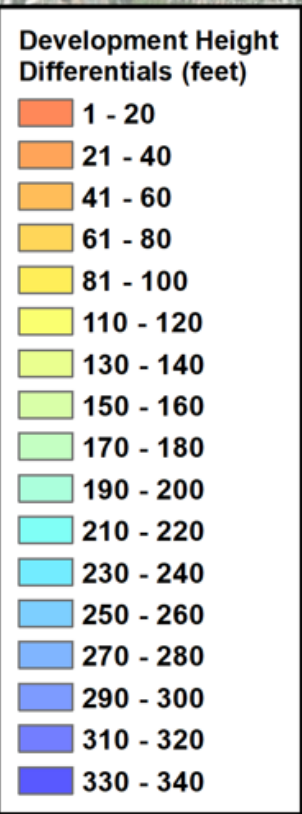 Development Height
Differentials (feet)
1 - 20
21 - 40
41 - 60
61 - 80
81 - 100
110 - 120
130 - 140
150 - 160
170 - 180
190 - 200
210 - 220
230 - 240
250 - 260
270 - 280
290 - 300
310 - 320
330 - 340